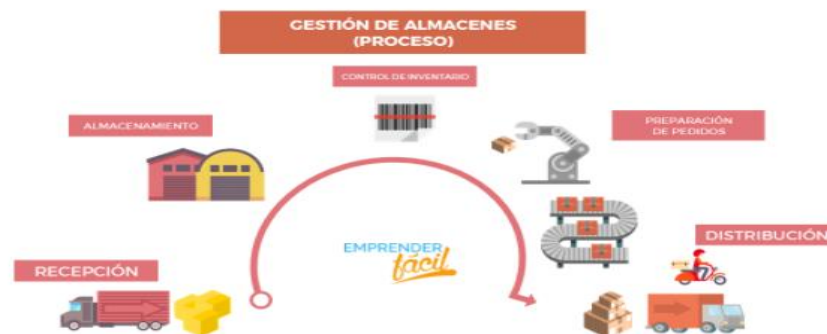 GESTIÓN DE ALMACENES
(PROCESO)
CONTROL DE INVENTARIO
ALMACENAMIENTO
PREPARACIÓN
DE PEDIDOS
RECEPCIÓN
EMPRENDER
fácil
DISTRIBUCIÓN